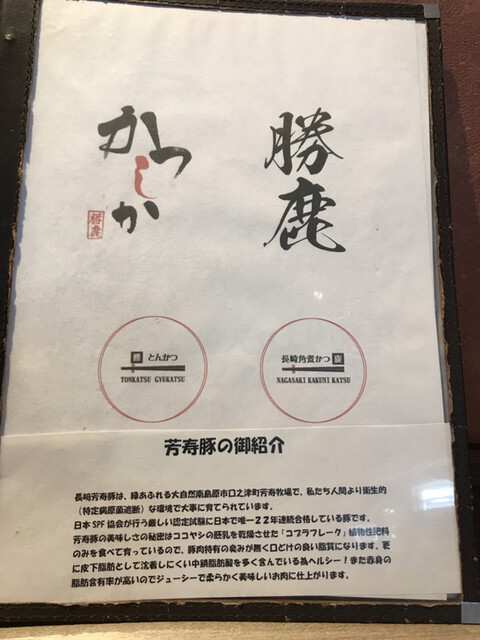 勝鹿
かつしか
勝鹿
勝 とんかつ
TONKATSU GYUKATSU
長崎角煮かつ 鹿
NAGASAKI KAKUNI KATSU
芳寿豚の御紹介
長崎芳寿豚は、緑あふれる大自然南島原市口之津町芳寿牧場で、私たち人間より衛生的
(特定病原菌遮断)な環境で大事に育てられています。
日本SPF協会が行う厳しい認定試験に日本で唯一22年連続合格している豚です。
芳寿豚の美味しさの秘密はココヤシの胚乳を乾燥させた「コプラフレーク」植物性肥料
のみを食べて育っているので、豚肉特有の臭みが無く口どけの良い脂質になります。更
に皮下脂肪として沈着しにくい中鎖脂肪酸を多く含んでいる為ヘルシー!また赤身の
脂肪含有率が高いのでジューシーで柔らかく美味しいお肉に仕上がります。